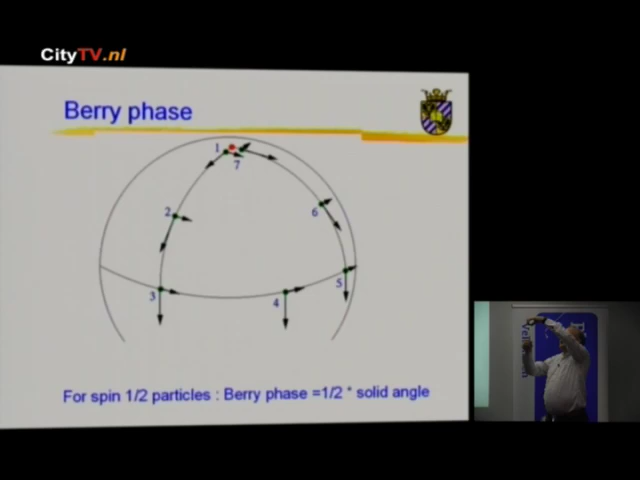 CityTV.nl
Berry phase
1
7
2
6
5
3
4
For spin 1/2 particles : Berry phase =1/2 * solid angle